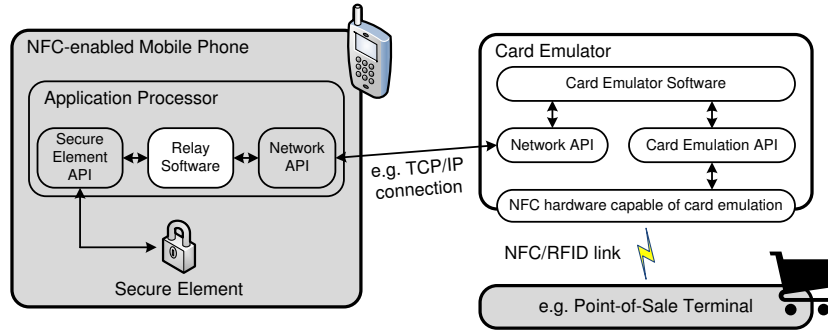 NFC-enabled Mobile Phone
Application Processor
Secure
Element
API
Relay
Software
Network
API
Secure Element
e.g. TCP/IP
connection
Card Emulator
Card Emulator Software
Network API
Card Emulation API
NFC hardware capable of card emulation
NFC/RFID link
e.g. Point-of-Sale Terminal